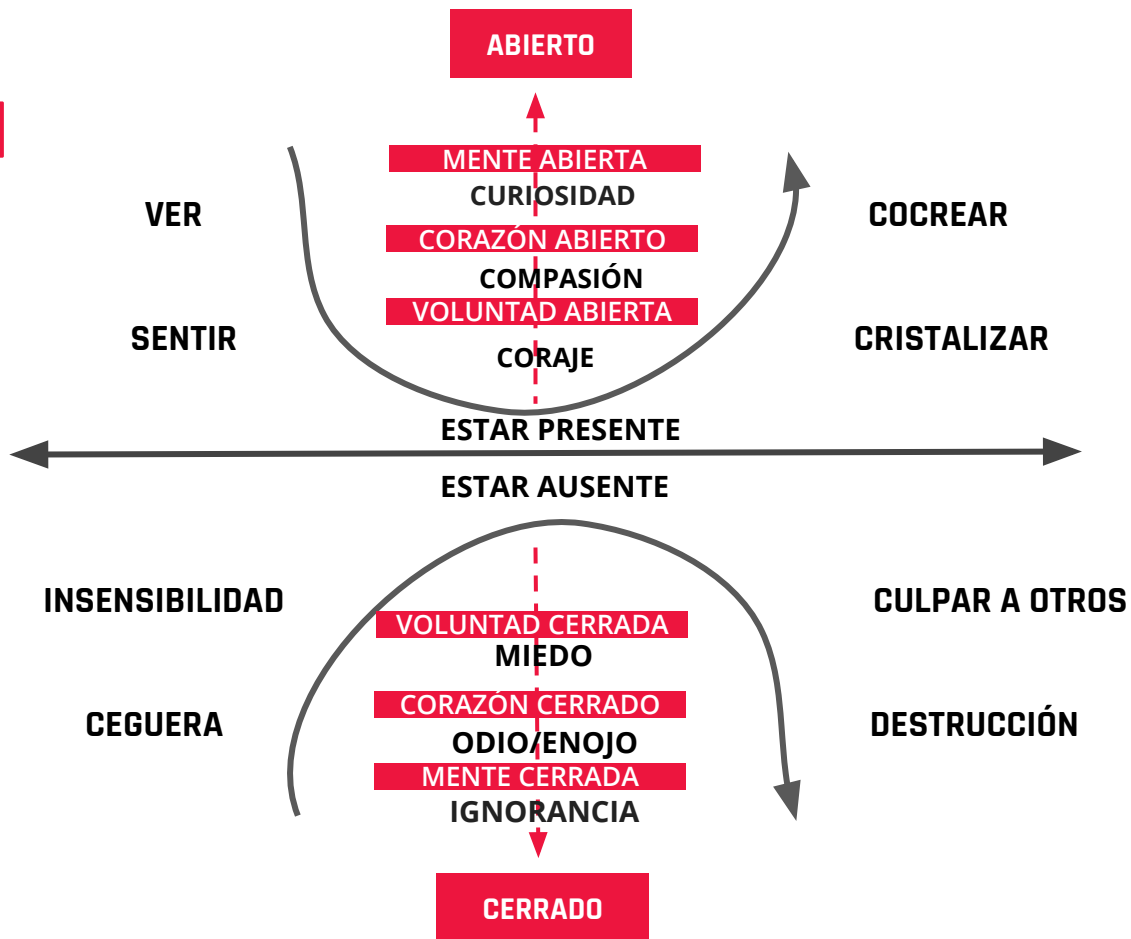 ABIERTO
MENTE ABIERTA
CURIOSIDAD
VER
COCREAR
CORAZÓN ABIERTO
COMPASIÓN
VOLUNTAD ABIERTA
SENTIR
CRISTALIZAR
CORAJE
ESTAR PRESENTE
ESTAR AUSENTE
INSENSIBILIDAD
CULPAR A OTROS
VOLUNTAD CERRADA
MIEDO
CORAZÓN CERRADO
CEGUERA
DESTRUCCIÓN
ODIO/ENOJO
MENTE CERRADA
IGNORANCIA
CERRADO